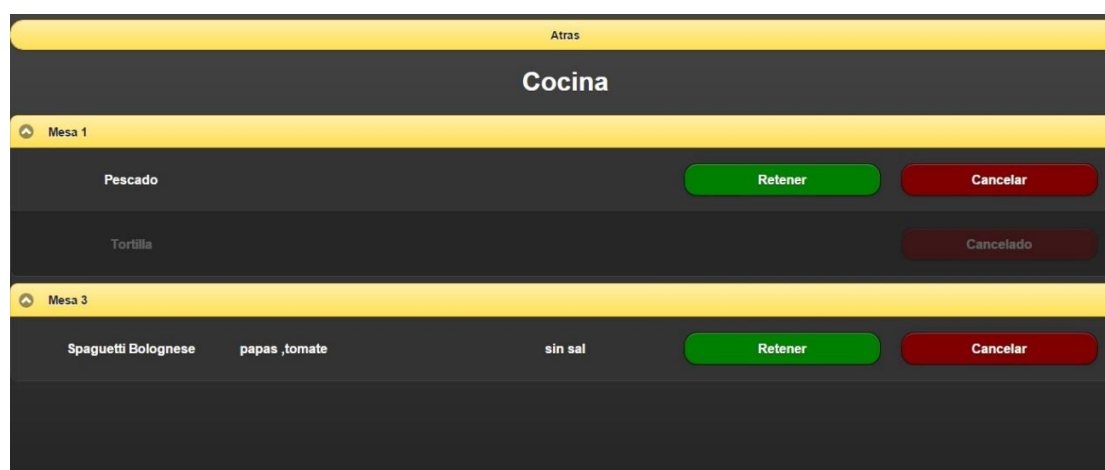 Atras
Cocina
Mesa 1
Pescado Retener Cancelar
Tortilla Cancelado
Mesa 3
Spaguetti Bolognese papas ,tomate sin sal Retener Cancelar